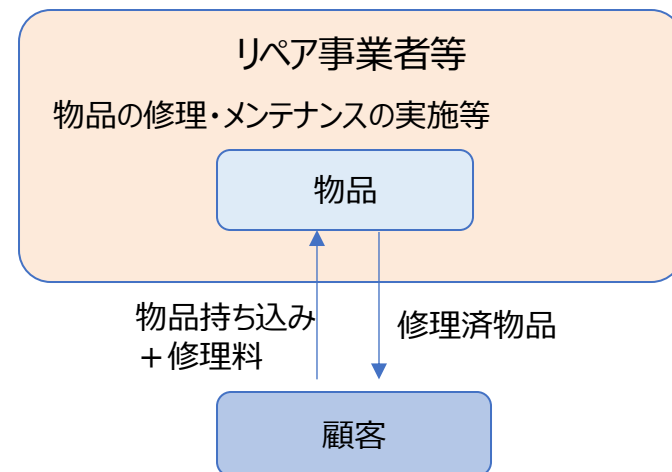 リペア事業者等
物品の修理・メンテナンスの実施等
物品
物品持ち込み
＋修理料
修理済物品
顧客